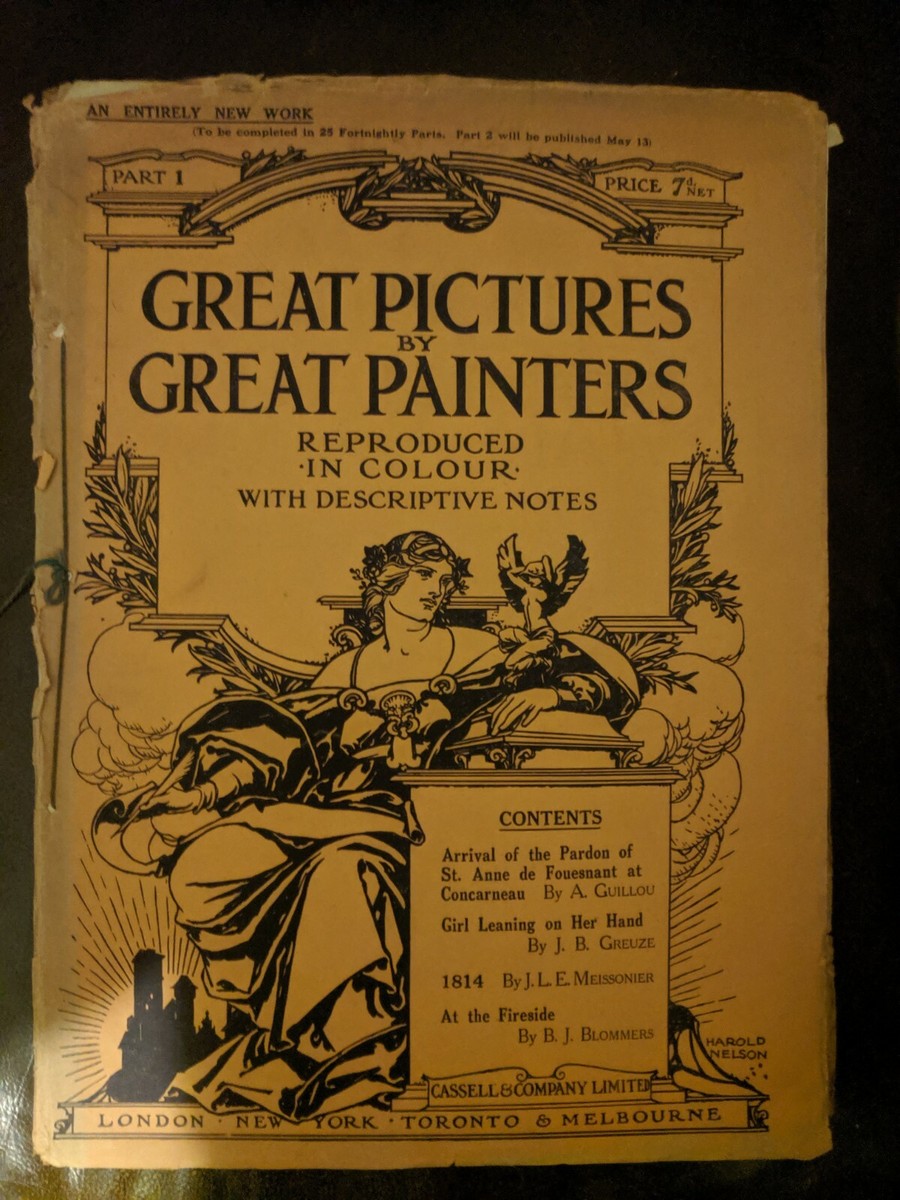 AN ENTIRELY NEW WORK
(To be completed in 25 Fortnightly Parts. Part 2 will be published May 13)
PART 1
PRICE 7d. NET
GREAT PICTURES
BY
GREAT PAINTERS
REPRODUCED
·IN COLOUR·
WITH DESCRIPTIVE NOTES
CONTENTS
Arrival of the Pardon of
St. Anne de Fouesnant at
Concarneau By A. GUILLOU
Girl Leaning on Her Hand
By J. B. GREUZE
1814 By J. L. E. MEISSONIER
At the Fireside
By B. J. BLOMMERS
HAROLD
NELSON
CASSELL & COMPANY LIMITED
LONDON · NEW YORK · TORONTO & MELBOURNE